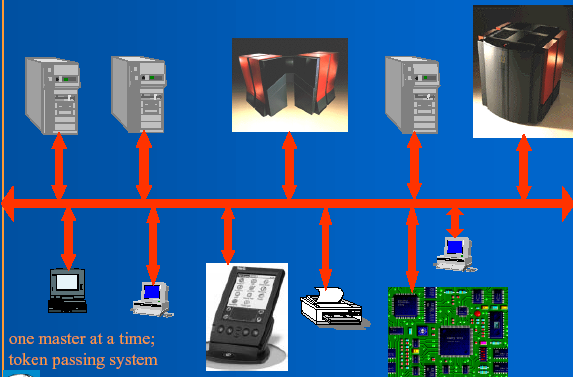 one master at a time;
token passing system